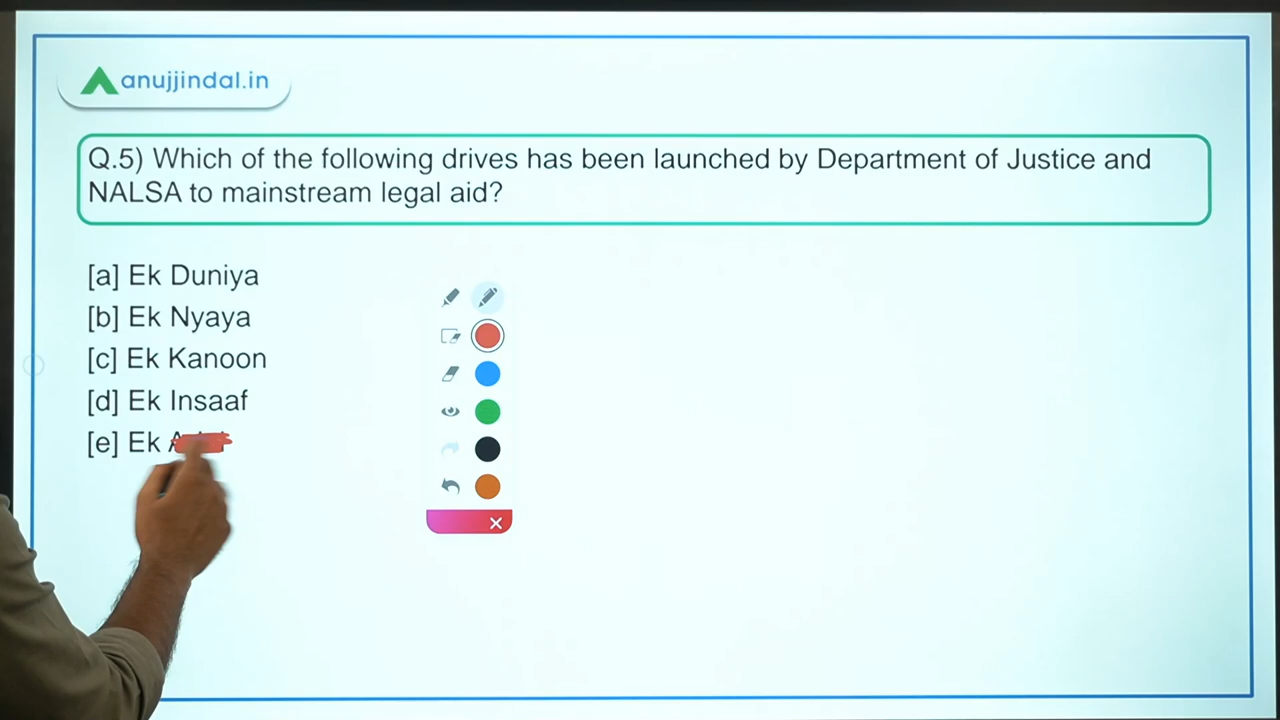 anujjindal.in
Q.5) Which of the following drives has been launched by Department of Justice and
NALSA to mainstream legal aid?
[a] Ek Duniya
[b] Ek Nyaya
[c] Ek Kanoon
[d] Ek Insaaf
[e] Ek